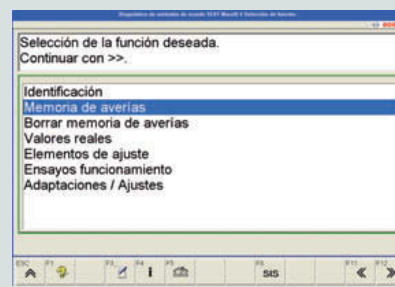 Selección de la función deseada.
Continuar con >>.
Identificación
Memoria de averías
Borrar memoria de averías
Valores reales
Elementos de ajuste
Ensayos funcionamiento
Adaptaciones / Ajustes
ESC F1 F3 F4 F5 F8 F11 F12
i SIS